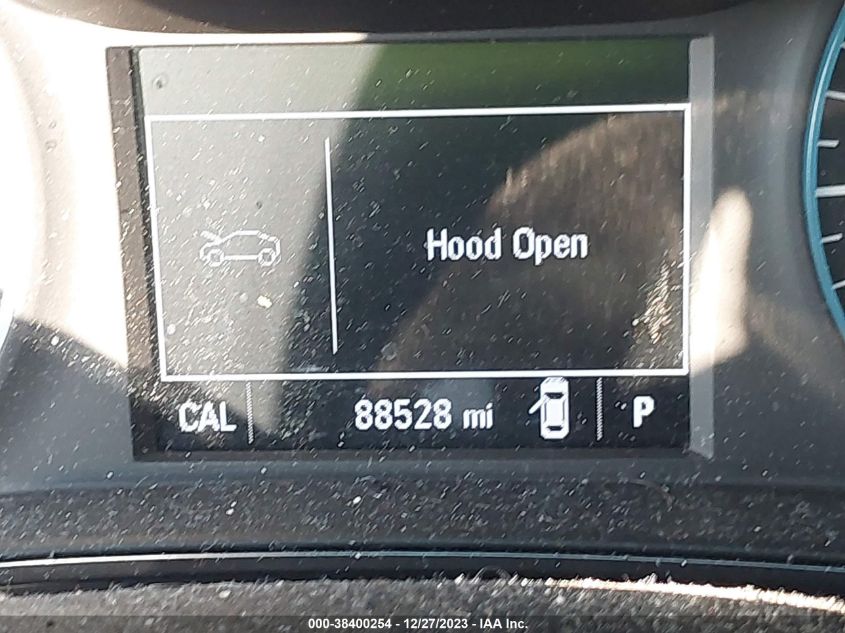 Hood Open
CAL 88528 mi P
000-38400254 - 12/27/2023 - IAA Inc.